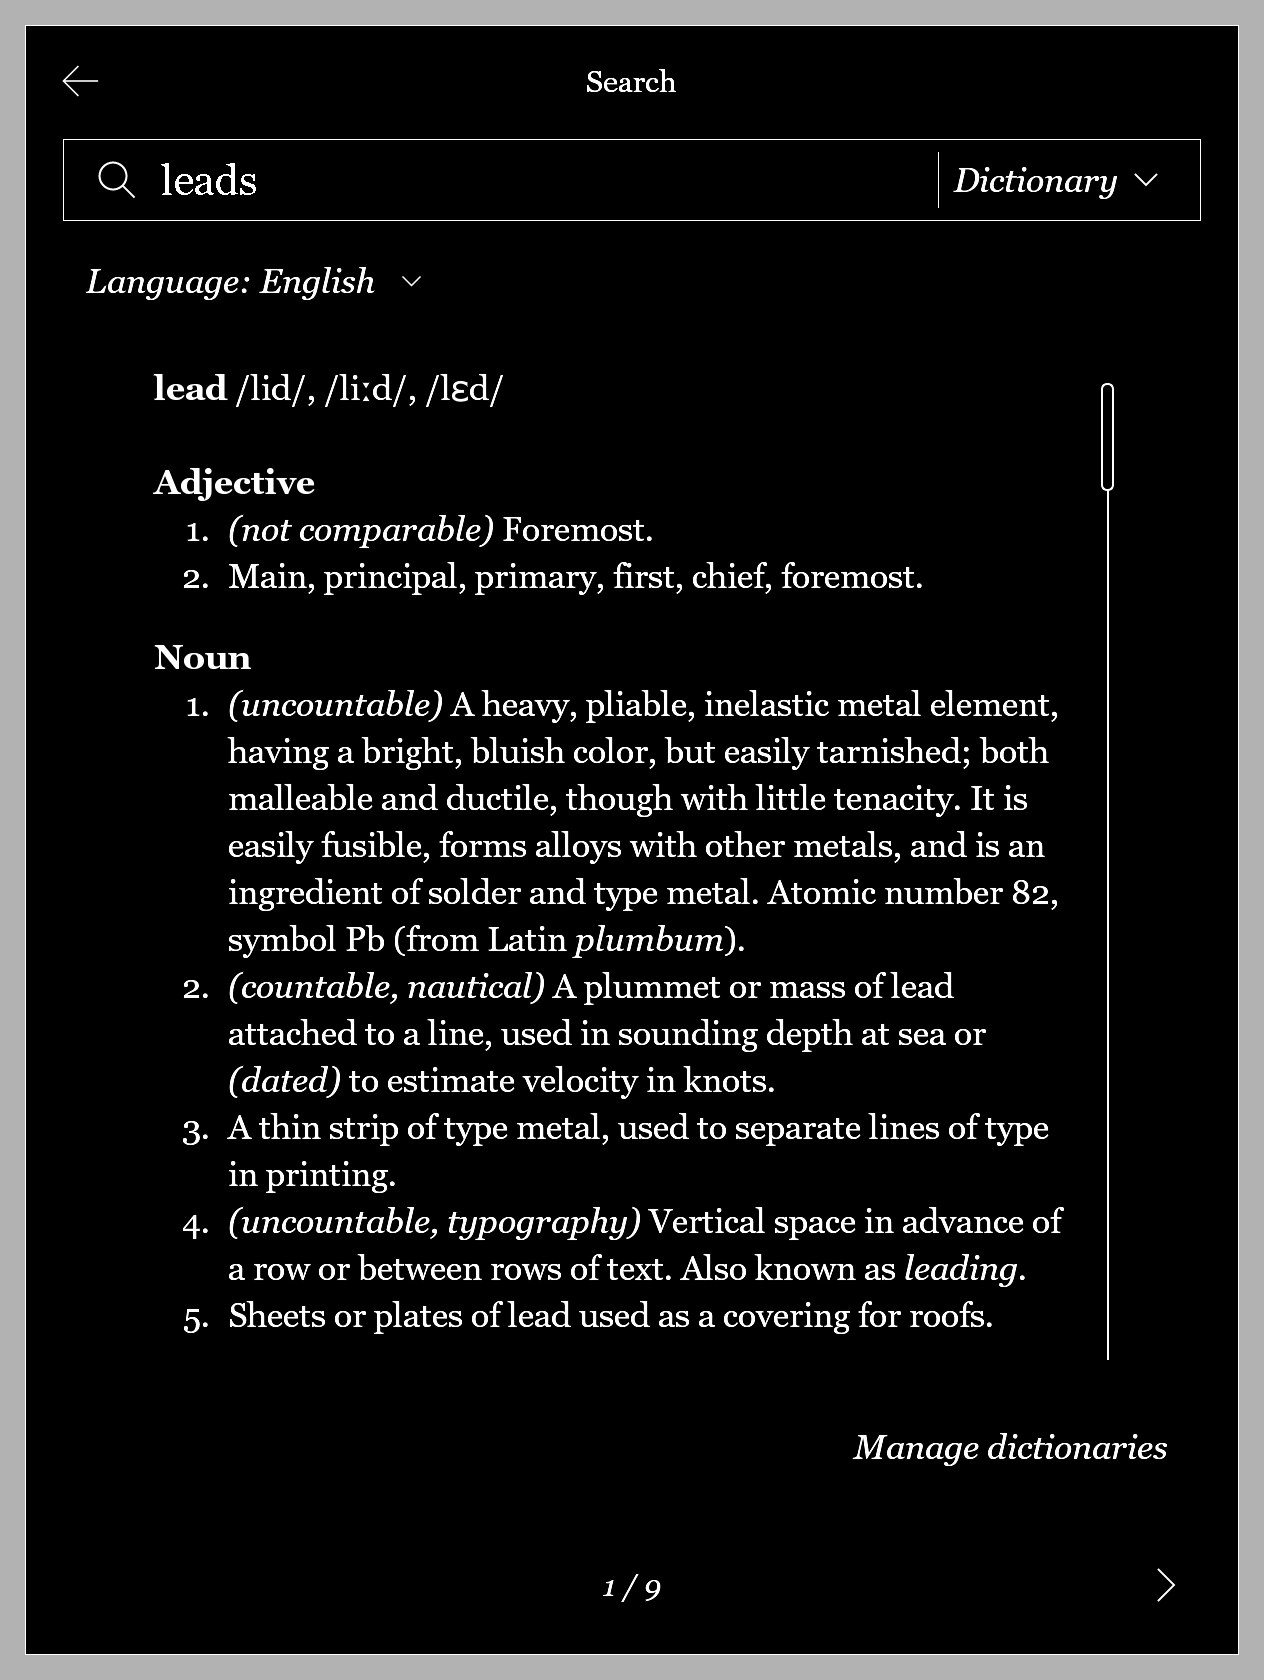 Search
leads
Dictionary
Language: English
lead /lid/, /liːd/, /lɛd/
Adjective
1. (not comparable) Foremost.
2. Main, principal, primary, first, chief, foremost.
Noun
1. (uncountable) A heavy, pliable, inelastic metal element,
having a bright, bluish color, but easily tarnished; both
malleable and ductile, though with little tenacity. It is
easily fusible, forms alloys with other metals, and is an
ingredient of solder and type metal. Atomic number 82,
symbol Pb (from Latin plumbum).
2. (countable, nautical) A plummet or mass of lead
attached to a line, used in sounding depth at sea or
(dated) to estimate velocity in knots.
3. A thin strip of type metal, used to separate lines of type
in printing.
4. (uncountable, typography) Vertical space in advance of
a row or between rows of text. Also known as leading.
5. Sheets or plates of lead used as a covering for roofs.
Manage dictionaries
1 / 9